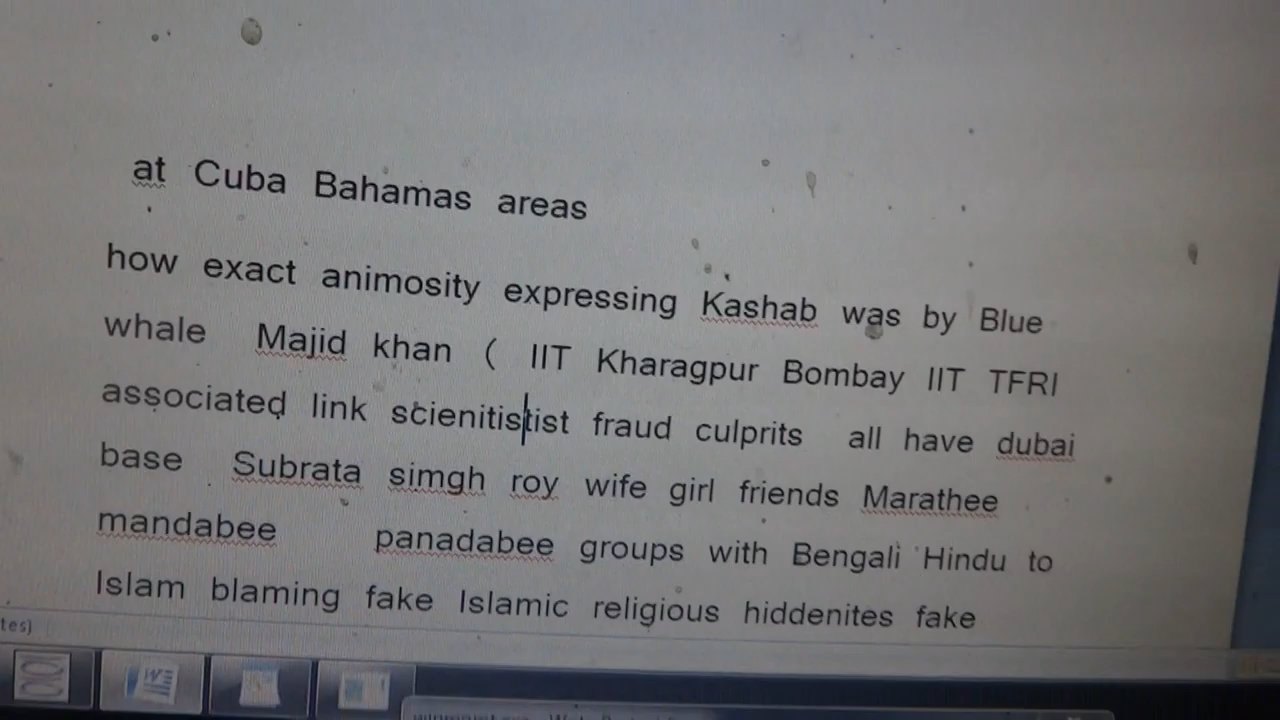 at Cuba Bahamas areas
how exact animosity expressing Kashab was by Blue
whale Majid khan ( IIT Kharagpur Bombay IIT TFRI
associated link scienitistist fraud culprits all have dubai
base Subrata simgh roy wife girl friends Marathee
mandabee panadabee groups with Bengali Hindu to
Islam blaming fake Islamic religious hiddenites fake
tes)